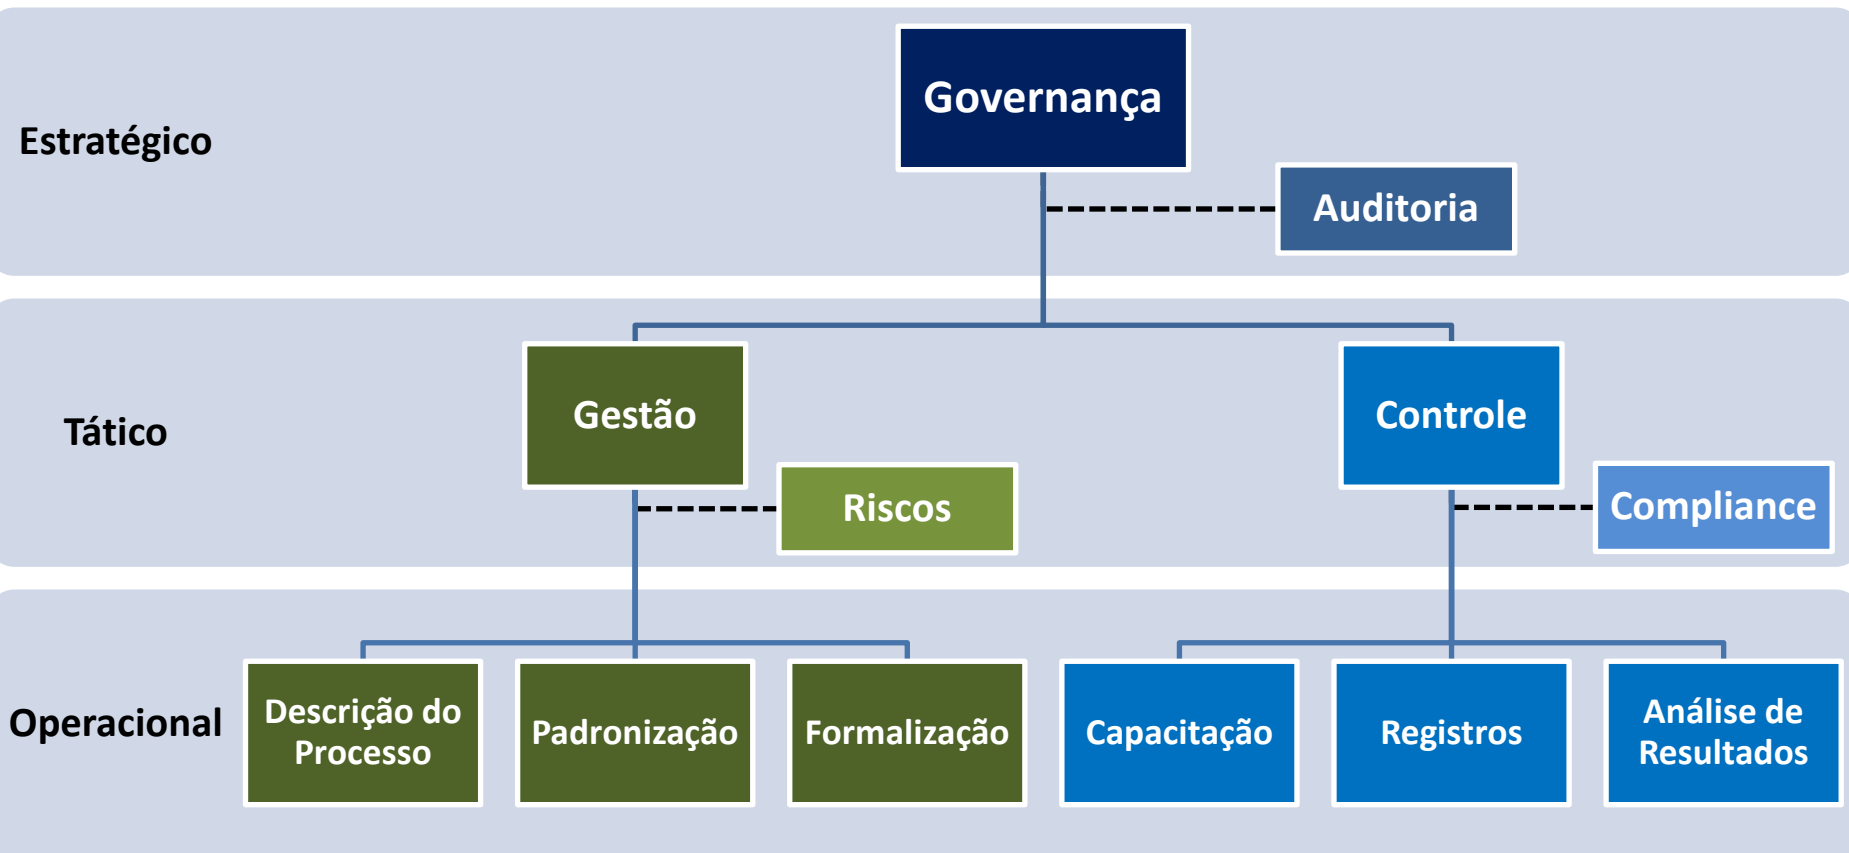 Estratégico
Governança
Auditoria
Tático
Gestão
Controle
Riscos
Compliance
Operacional
Descrição do
Processo
Padronização
Formalização
Capacitação
Registros
Análise de
Resultados